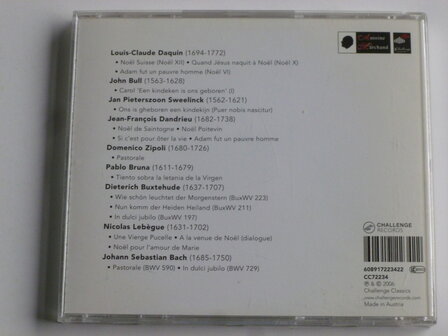 Louis-Claude Daquin (1694-1772)
• Noël Suisse (Noël XII) • Quand Jésus naquit à Noël (Noël X)
• Adam fut un pauvre homme (Noël VI)
John Bull (1563-1628)
• Carol 'Een kindeken is ons geboren' (I)
Jan Pieterszoon Sweelinck (1562-1621)
• Ons is gheboren een kindekijn (Puer nobis nascitur)
Jean-François Dandrieu (1682-1738)
• Noël de Saintogne • Noël Poitevin
• Si c'est pour ôter la vie • Adam fut un pauvre homme
Domenico Zipoli (1680-1726)
• Pastorale
Pablo Bruna (1611-1679)
• Tiento sobra la letania de la Virgen
Dieterich Buxtehude (1637-1707)
• Wie schön leuchtet der Morgenstern (BuxWV 223)
• Nun komm der Heiden Heiland (BuxWV 211)
• In dulci jubilo (BuxWV 197)
Nicolas Lebègue (1631-1702)
• Une Vierge Pucelle • A la venue de Noël (dialogue)
• Noël pour l'amour de Marie
Johann Sebastian Bach (1685-1750)
• Pastorale (BWV 590) • In dulci jubilo (BWV 729)
Amerine
Marchand
CHALLENGE
RECORDS
608917223422
CC72234
℗ & © 2006
Challenge Classics
www.challengerecords.com
Made in Austria